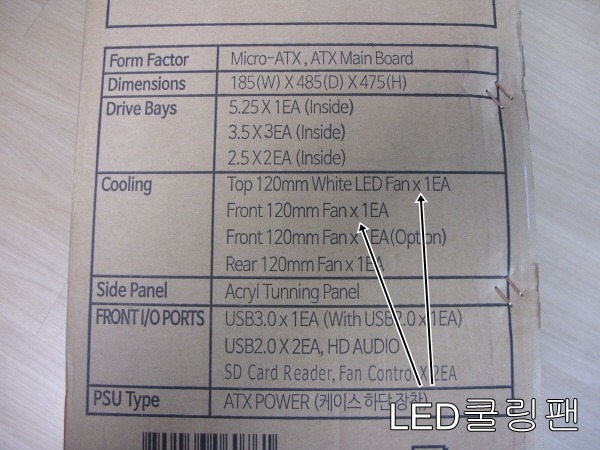 Form Factor Micro-ATX , ATX Main Board
Dimensions 185(W) X 485(D) X 475(H)
Drive Bays 5.25 X 1EA (Inside)
3.5 X 3EA (Inside)
2.5 X 2EA (Inside)
Cooling Top 120mm White LED Fan x 1EA
Front 120mm Fan x 1EA
Front 120mm Fan x 1EA(Option)
Rear 120mm Fan x 1EA
Side Panel Acryl Tunning Panel
FRONT I/O PORTS USB3.0 x 1EA (With USB2.0 x 1EA)
USB2.0 X 2EA, HD AUDIO
SD Card Reader, Fan Control X 2EA
PSU Type ATX POWER (케이스 하단 장착)
LED쿨링팬